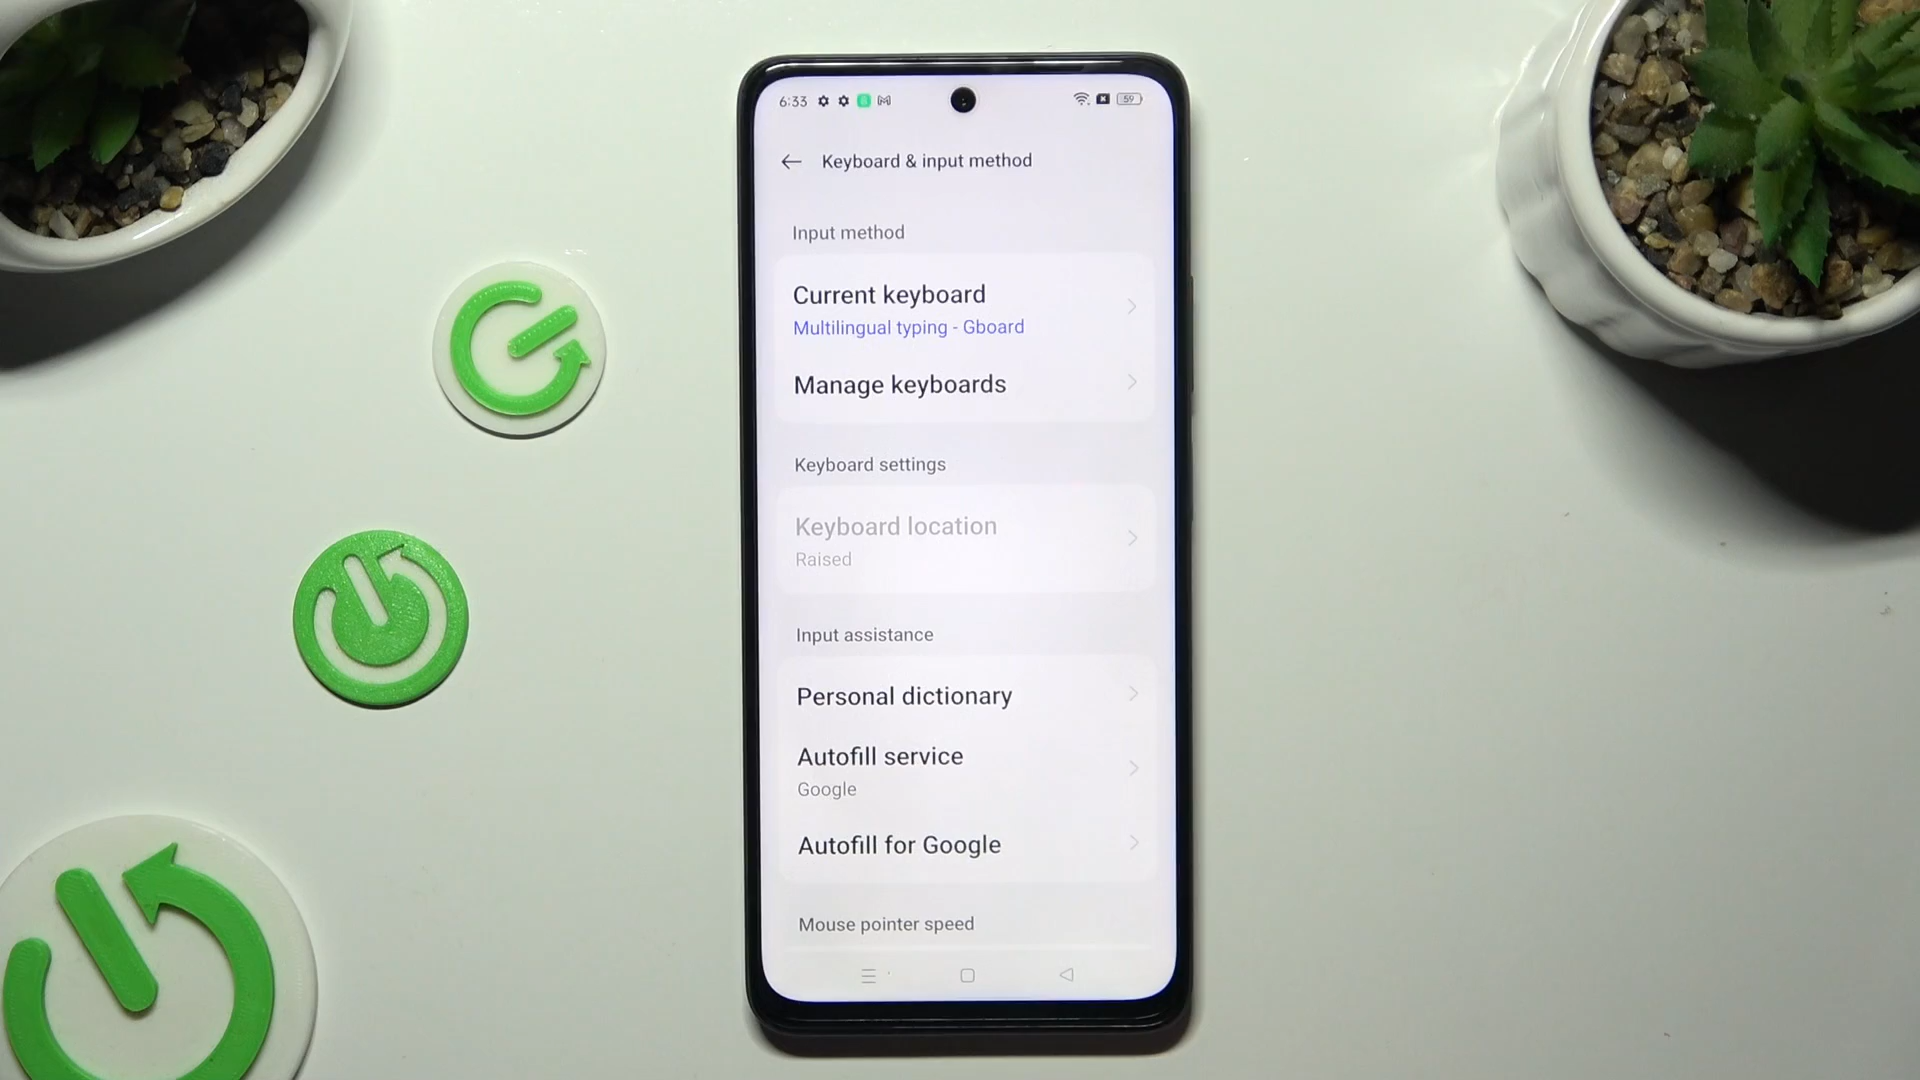 6:33
59
Keyboard & input method
Input method
Current keyboard
Multilingual typing - Gboard
Manage keyboards
Keyboard settings
Keyboard location
Raised
Input assistance
Personal dictionary
Autofill service
Google
Autofill for Google
Mouse pointer speed